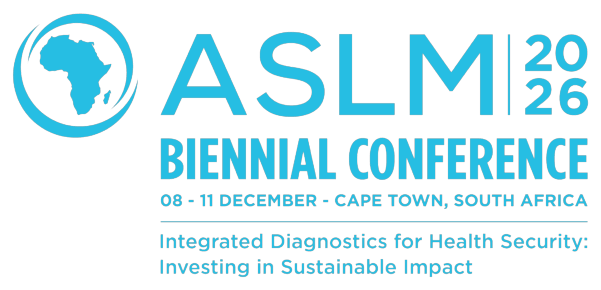 ASLM 20
26
BIENNIAL CONFERENCE
08 - 11 DECEMBER - CAPE TOWN, SOUTH AFRICA
Integrated Diagnostics for Health Security:
Investing in Sustainable Impact